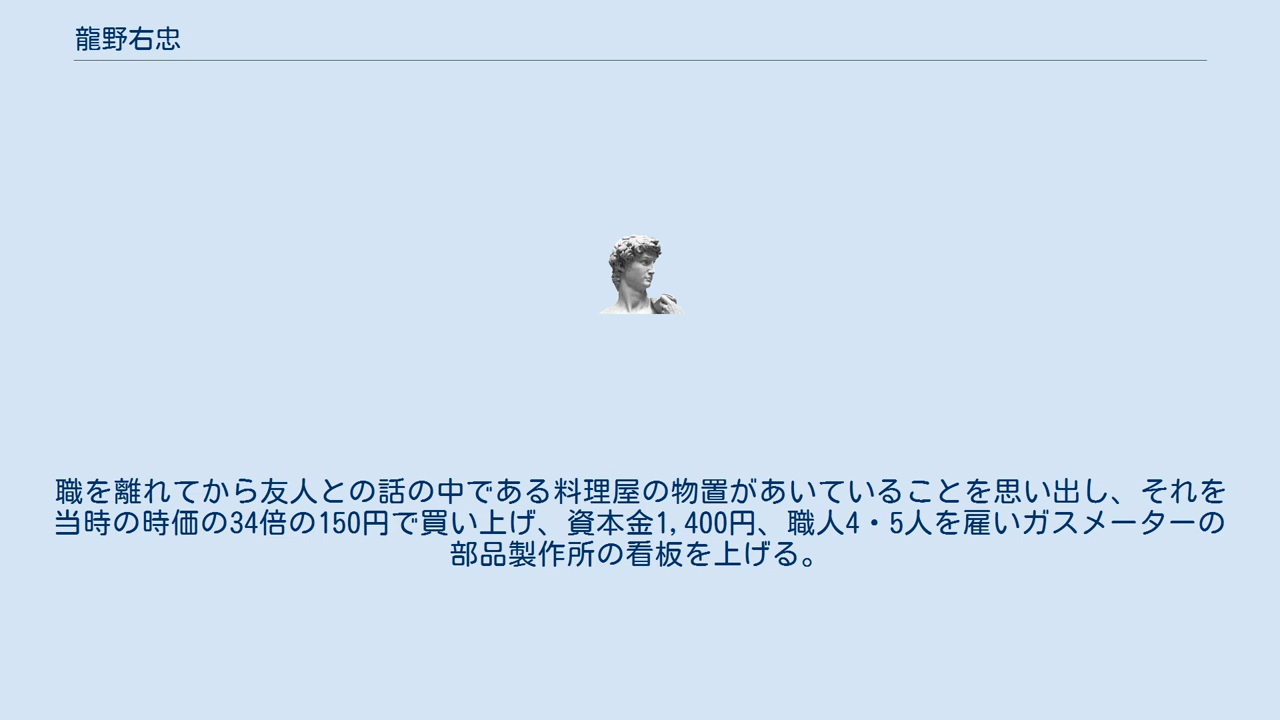 龍野右忠
職を離れてから友人との話の中である料理屋の物置があいていることを思い出し、それを
当時の時価の34倍の150円で買い上げ、資本金1,400円、職人4・5人を雇いガスメーターの
部品製作所の看板を上げる。